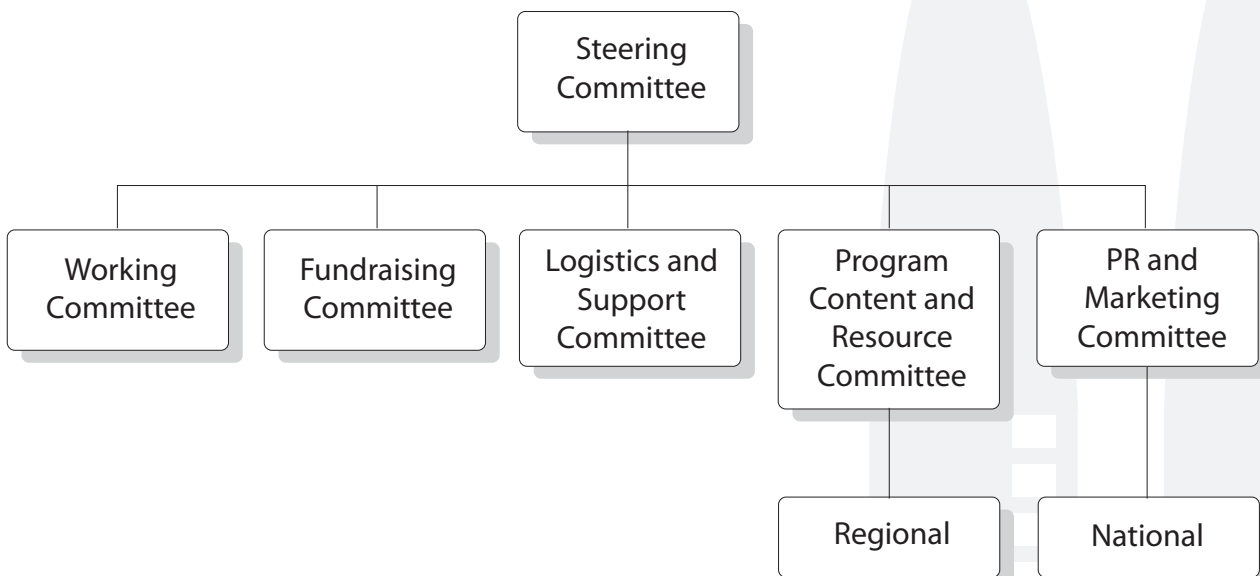 Steering
Committee
Working
Committee
Fundraising
Committee
Logistics and
Support
Committee
Program
Content and
Resource
Committee
PR and
Marketing
Committee
Regional
National